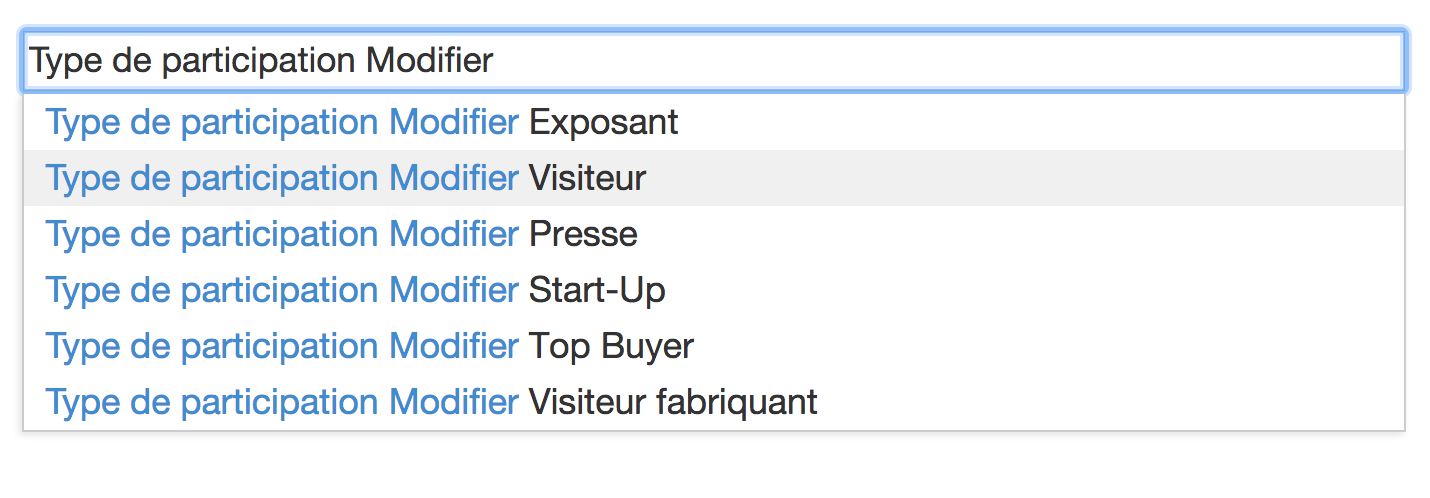 Type de participation Modifier
Type de participation Modifier Exposant
Type de participation Modifier Visiteur
Type de participation Modifier Presse
Type de participation Modifier Start-Up
Type de participation Modifier Top Buyer
Type de participation Modifier Visiteur fabriquant